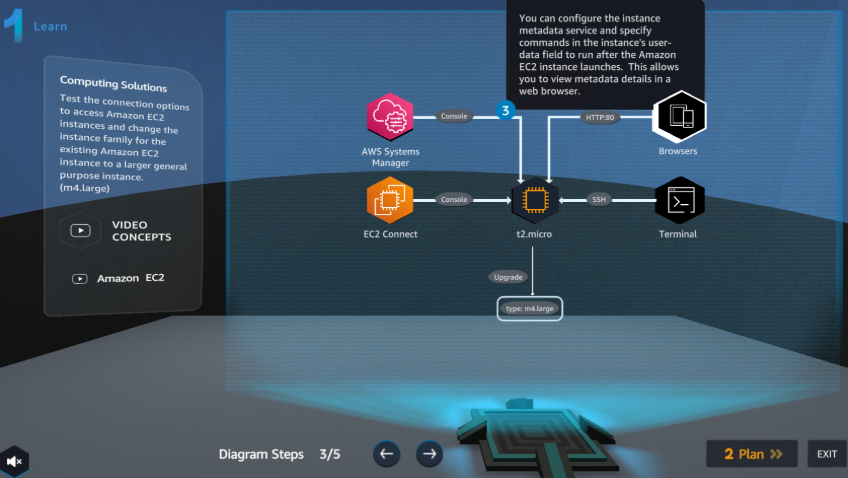 1 Learn
Computing Solutions
Test the connection options
to access Amazon EC2
instances and change the
instance family for the
existing Amazon EC2
instance to a larger general
purpose instance.
(m4.large)
VIDEO
CONCEPTS
Amazon EC2
You can configure the instance
metadata service and specify
commands in the instance's user-
data field to run after the Amazon
EC2 instance launches. This allows
you to view metadata details in a
web browser.
Console
3
HTTP:80
AWS Systems
Manager
Browsers
Console
SSH
EC2 Connect
t2.micro
Terminal
Upgrade
type: m4.large
Diagram Steps 3/5
2 Plan
EXIT